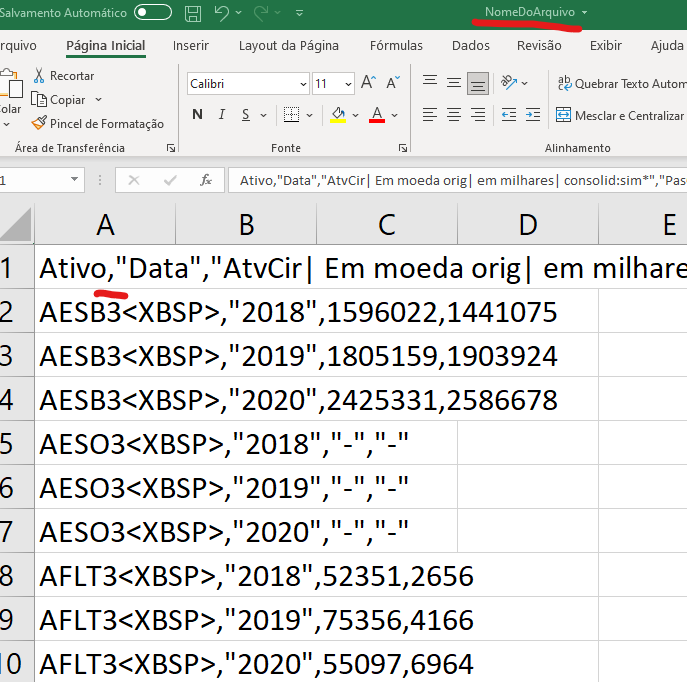 Salvamento Automático NomeDoArquivo
rquivo Página Inicial Inserir Layout da Página Fórmulas Dados Revisão Exibir Ajuda
Recortar
Copiar
Pincel de Formatação
olar
Calibri 11 A A
N I S A
ab Quebrar Texto Autom
Mesclar e Centralizar
Área de Transferência Fonte Alinhamento
1 fx Ativo,"Data","AtvCir| Em moeda orig| em milhares| consolid:sim*","Pas
A B C D E
1 Ativo,"Data","AtvCir| Em moeda orig| em milhare
2 AESB3<XBSP>,"2018",1596022,1441075
3 AESB3<XBSP>,"2019",1805159,1903924
4 AESB3<XBSP>,"2020",2425331,2586678
5 AESO3<XBSP>,"2018","-","-"
6 AESO3<XBSP>,"2019","-","-"
7 AESO3<XBSP>,"2020","-","-"
8 AFLT3<XBSP>,"2018",52351,2656
9 AFLT3<XBSP>,"2019",75356,4166
10 AFLT3<XBSP>,"2020",55097,6964